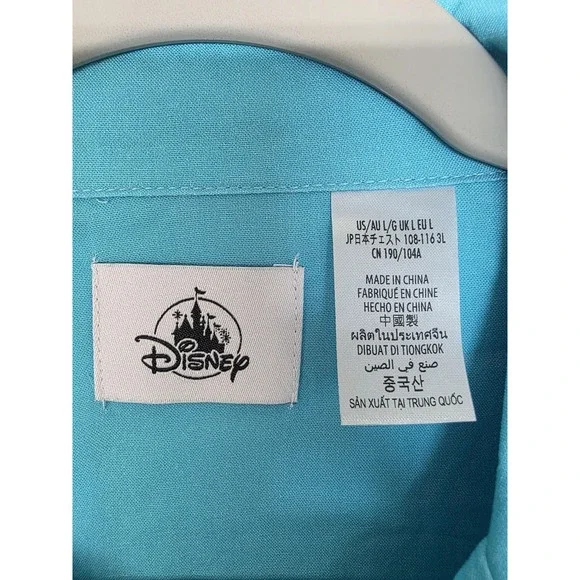 Disney
US/AU L/G UK L EU L
JP日本チェスト 108-116 3L
CN 190/104A
MADE IN CHINA
FABRIQUÉ EN CHINE
HECHO EN CHINA
中國製
ผลิตในประเทศจีน
DIBUAT DI TIONGKOK
صنع في الصين
중국산
SẢN XUẤT TẠI TRUNG QUỐC